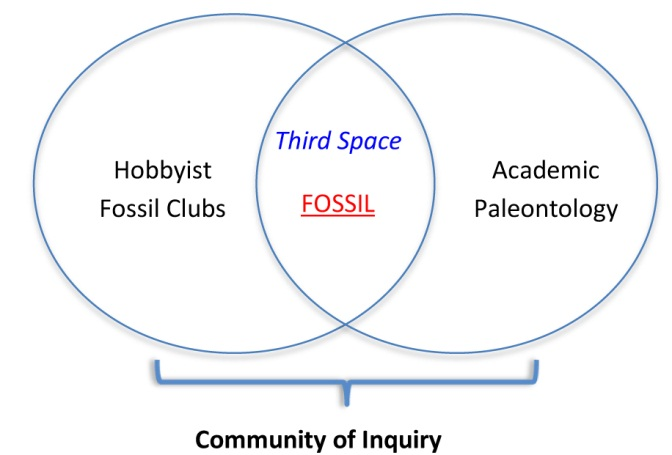 Hobbyist
Fossil Clubs
Third Space
FOSSIL
Academic
Paleontology
Community of Inquiry